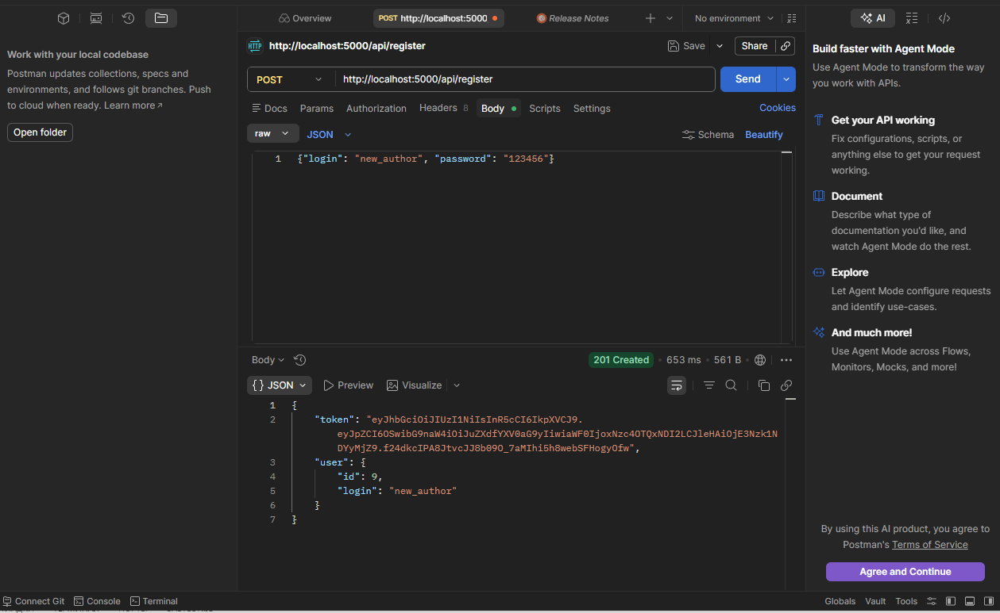 Overview
POST http://localhost:5000
Release Notes
No environment
AI
Work with your local codebase
Postman updates collections, specs and
environments, and follows git branches. Push
to cloud when ready. Learn more ↗
Open folder
HTTP http://localhost:5000/api/register
Save
Share
POST
http://localhost:5000/api/register
Send
Docs Params Authorization Headers 8 Body Scripts Settings
Cookies
raw
JSON
Schema
Beautify
1 {"login": "new_author", "password": "123456"}
Body
201 Created • 653 ms • 561 B
{} JSON
Preview
Visualize
1 {
2 "token": "eyJhbGciOiJIUzI1NiIsInR5cCI6IkpXVCJ9.
eyJpZCI6OSwibG9naW4iOiJuZXdfYXV0aG9yIiwiaWF0IjoxNzc4OTQxNDI2LCJleHAiOjE3Nzk1N
DYyMjZ9.f24dkcIPA8JtvcJJ8b09O_7aMIhi5h8webSFHogyOfw",
3 "user": {
4 "id": 9,
5 "login": "new_author"
6 }
7 }
Build faster with Agent Mode
Use Agent Mode to transform the way
you work with APIs.
Get your API working
Fix configurations, scripts, or
anything else to get your request
working.
Document
Describe what type of
documentation you'd like, and
watch Agent Mode do the rest.
Explore
Let Agent Mode configure requests
and identify use-cases.
And much more!
Use Agent Mode across Flows,
Monitors, Mocks, and more!
By using this AI product, you agree to
Postman's Terms of Service
Agree and Continue
Connect Git
Console
Terminal
Globals
Vault
Tools